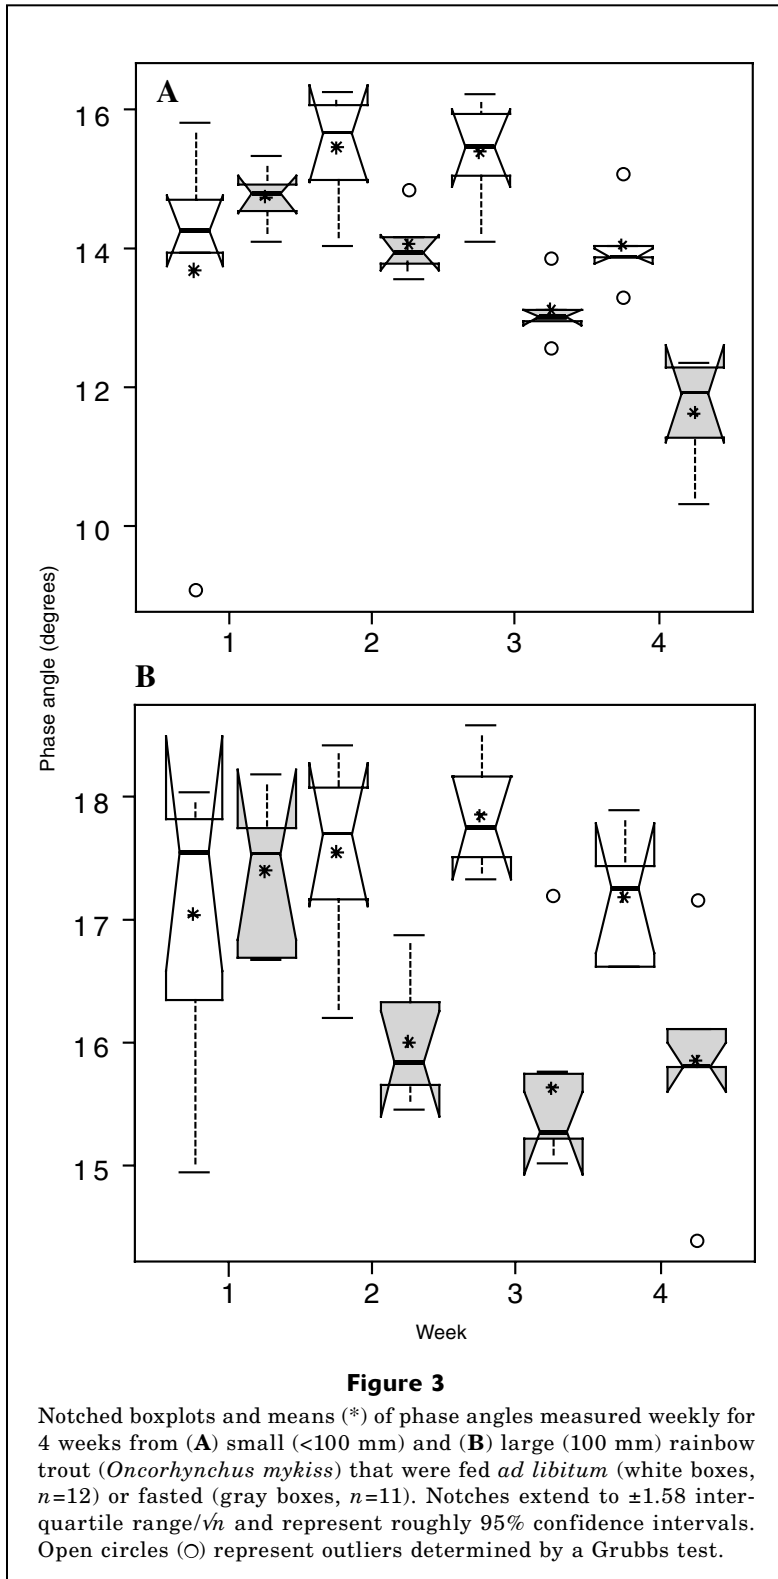 A
16
14
12
10
1 2 3 4
Phase angle (degrees)
B
18
17
16
15
1 2 3 4
Week
Figure 3
Notched boxplots and means (*) of phase angles measured weekly for
4 weeks from (A) small (<100 mm) and (B) large (100 mm) rainbow
trout (Oncorhynchus mykiss) that were fed ad libitum (white boxes,
n=12) or fasted (gray boxes, n=11). Notches extend to ±1.58 inter-
quartile range/√n and represent roughly 95% confidence intervals.
Open circles (○) represent outliers determined by a Grubbs test.